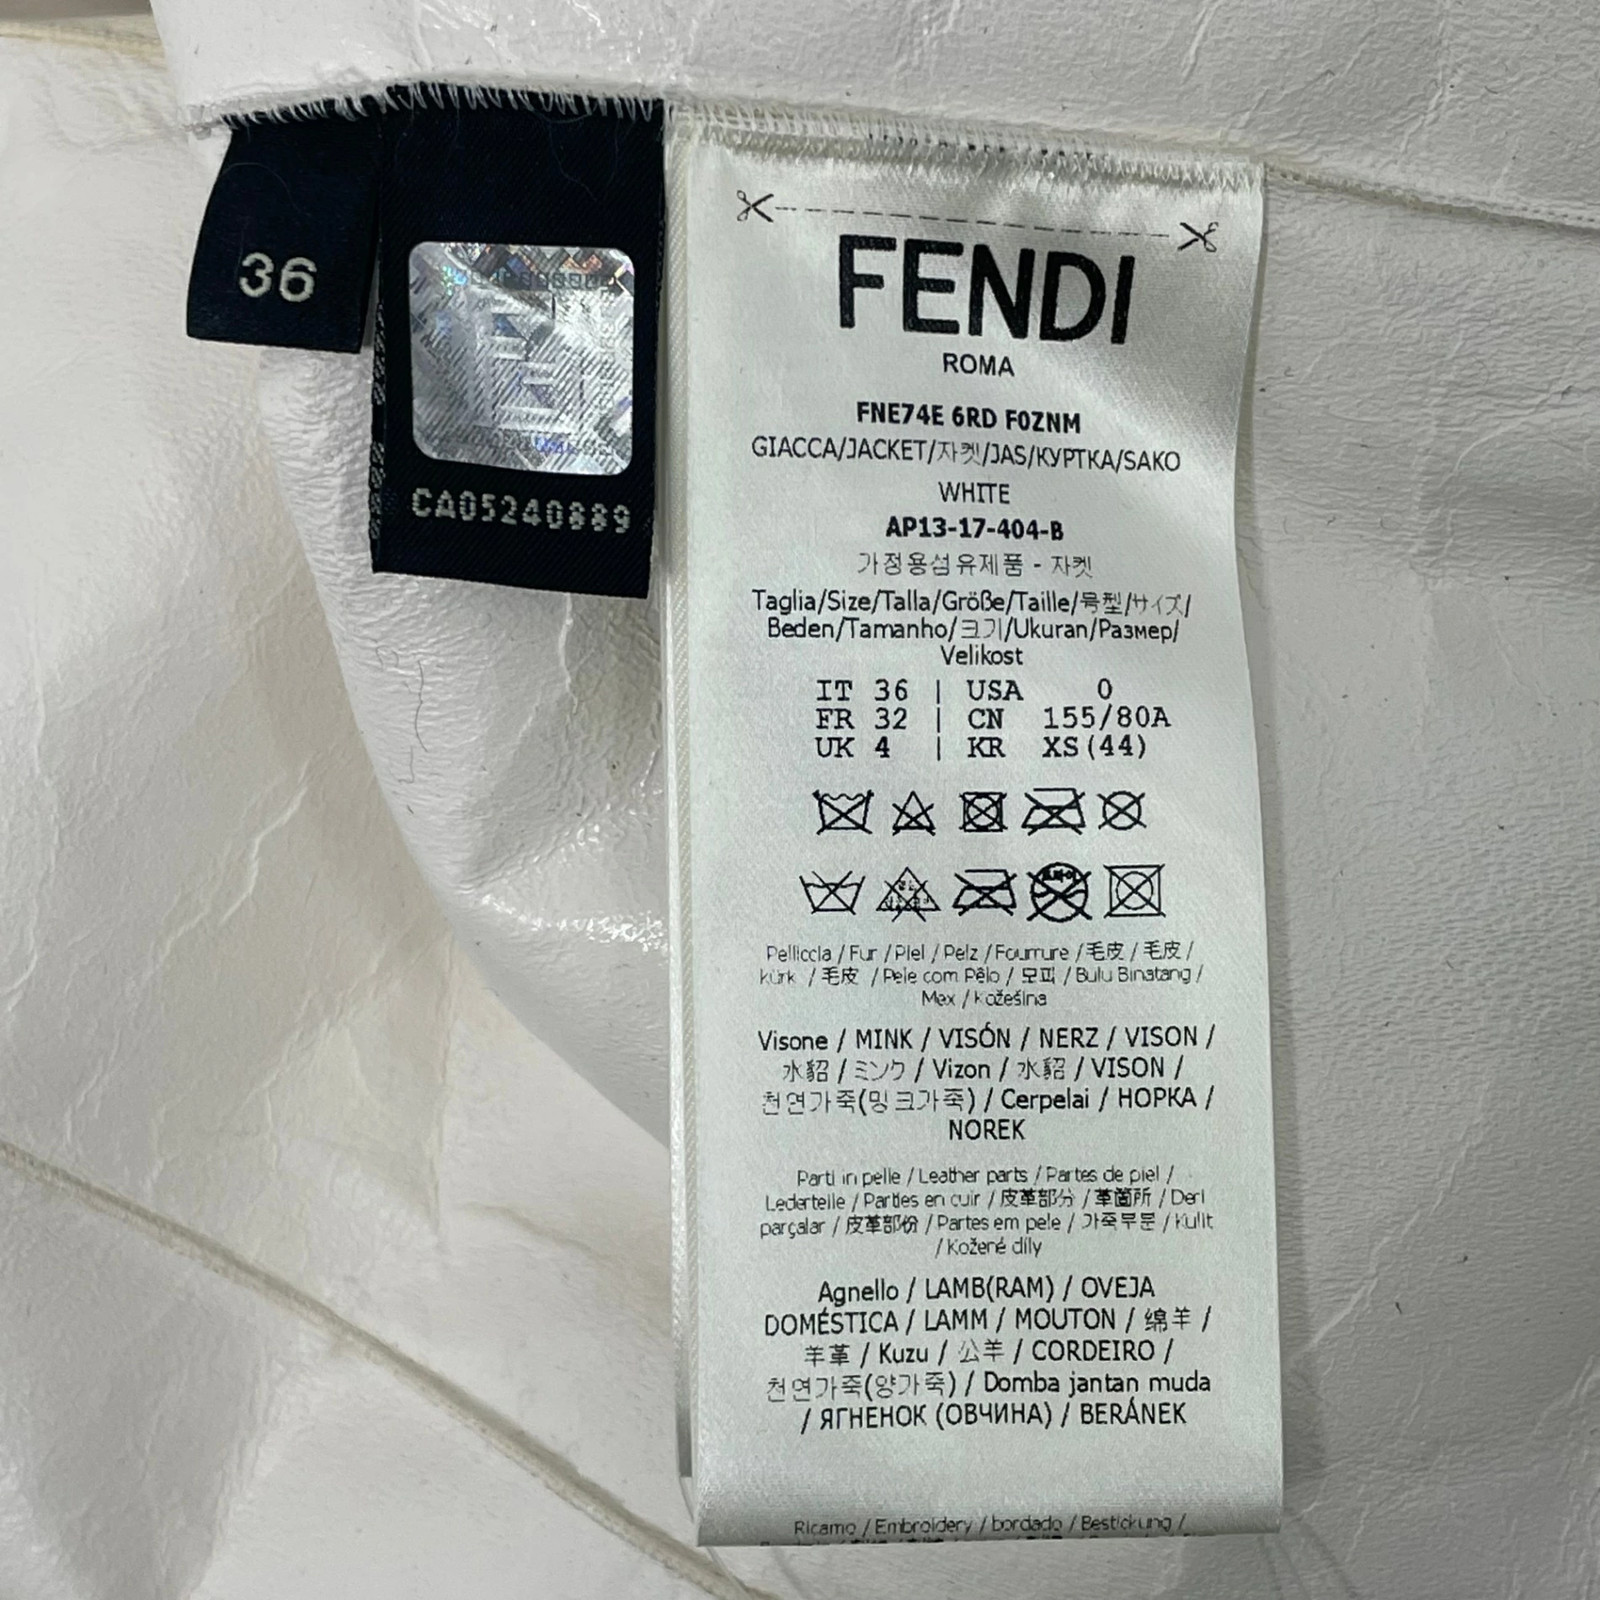 36
CA05240889
FENDI
ROMA
FNE74E 6RD F0ZNM
GIACCA/JACKET/자켓/JAS/КУРТКА/SAKO
WHITE
AP13-17-404-B
가정용섬유제품 - 자켓
Taglia/Size/Talla/Größe/Taille/号型/サイズ/
Beden/Tamanho/크기/Ukuran/Размер/
Velikost
IT 36 | USA 0
FR 32 | CN 155/80A
UK 4 | KR XS(44)
Pelliccia / Fur / Piel / Pelz / Fourrure / 毛皮 / 毛皮 /
kürk / 毛皮 / Pele com Pêlo / 모피 / Bulu Binatang /
Mex / Kožešina
Visone / MINK / VISÓN / NERZ / VISON /
水貂 / ミンク / Vizon / 水貂 / VISON /
천연가죽(밍크가죽) / Cerpelai / НОРКА /
NOREK
Parti in pelle / Leather parts / Partes de piel /
Lederteile / Parties en cuir / 皮革部分 / 革箇所 / Deri
parçalar / 皮革部份 / Partes em pele / 가죽부분 / Kulit
/ Kožené díly
Agnello / LAMB(RAM) / OVEJA
DOMÉSTICA / LAMM / MOUTON / 绵羊 /
羊革 / Kuzu / 公羊 / CORDEIRO /
천연가죽(양가죽) / Domba jantan muda
/ ЯГНЕНОК (ОВЧИНА) / BERÁNEK
Ricamo / Embroidery / bordado / Bestickung /